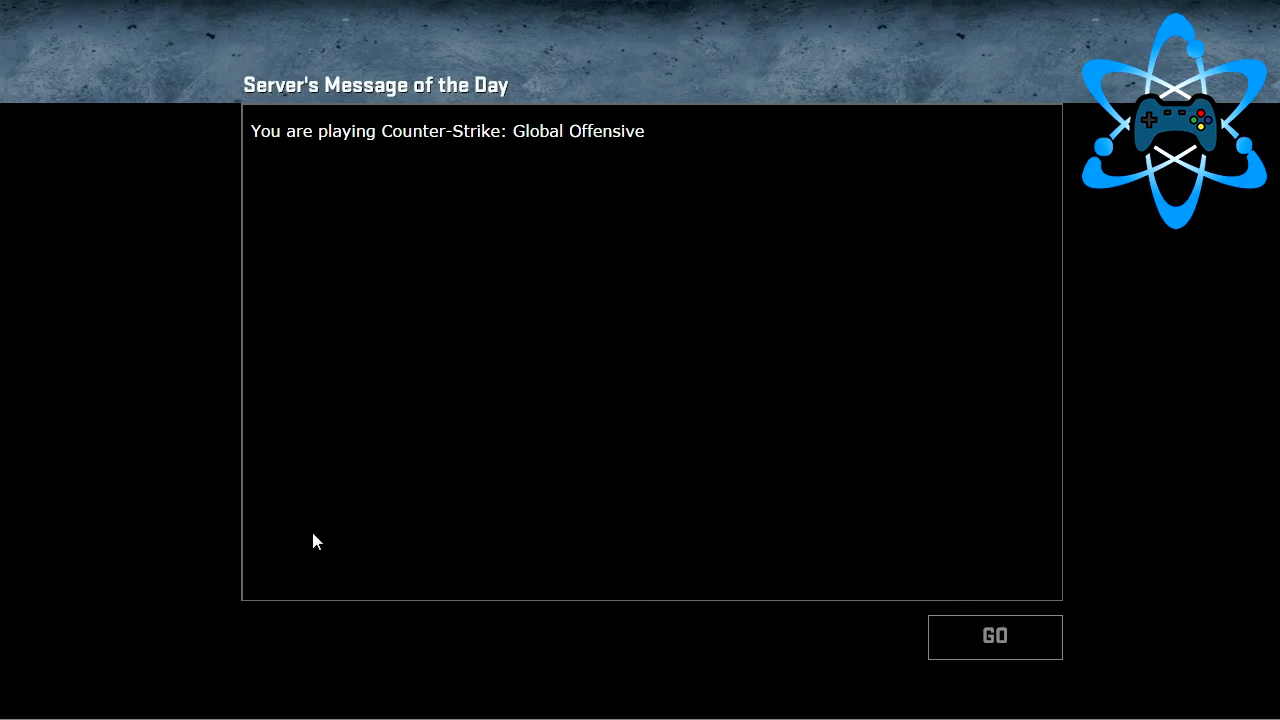 Server's Message of the Day
You are playing Counter-Strike: Global Offensive
GO